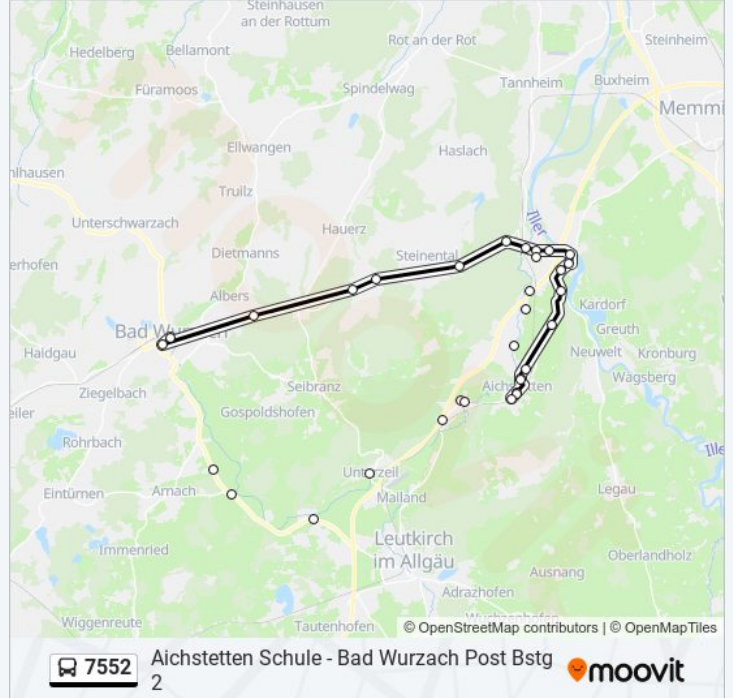 Steinhausen
an der Rottum
Rot an der Rot
Steinheim
Hedelberg
Bellamont
Tannheim
Buxheim
Füramoos
Spindelwag
Memmi
Ellwangen
Haslach
nlhausen
Truilz
Iller
Unterschwarzach
Hauerz
erhofen
Dietmanns
Steinental
Albers
Kardorf
Bad Wurzach
Greuth
Haidgau
Neuwelt
Kronburg
Seibranz
Aichstetten
Wagsberg
Ziegelbach
eiler
Gospoldshofen
Rohrbach
Iller
Unterzeil
Eintürnen
Arnach
Mailand
Legau
Leutkirch
im Allgäu
Immenried
Oberlandholz
Ausnang
Adrazhofen
Wiggenreute
Tautenhofen
© OpenStreetMap contributors | © OpenMapTiles
7552
Aichstetten Schule - Bad Wurzach Post Bstg
2
moovit